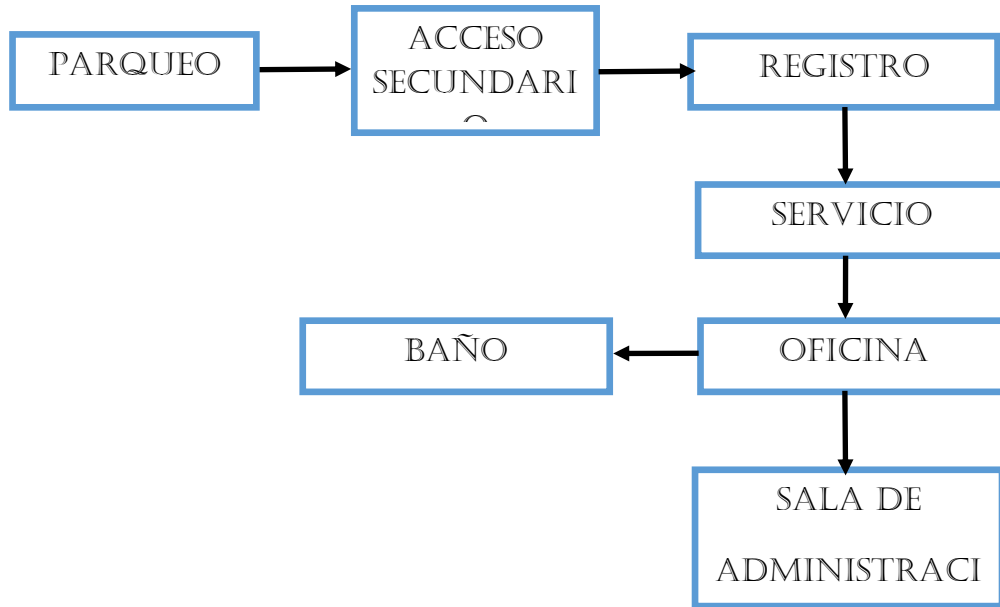 PARQUEO
ACCESO
SECUNDARI
O
REGISTRO
SERVICIO
BAÑO
OFICINA
SALA DE
ADMINISTRACI